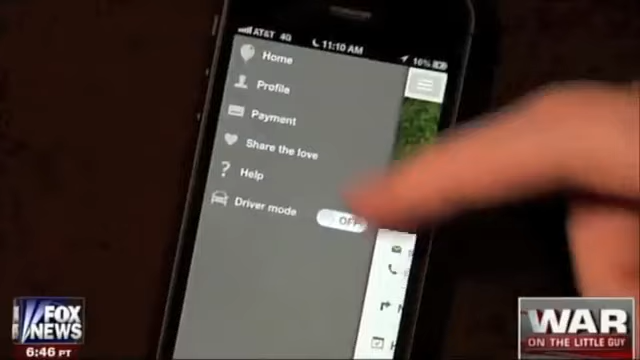 AT&T 4G 11:10 AM 16%
Home
Profile
Payment
Share the love
Help
Driver mode OFF
FOX
NEWS
6:46 PT
WAR
ON THE LITTLE GUY